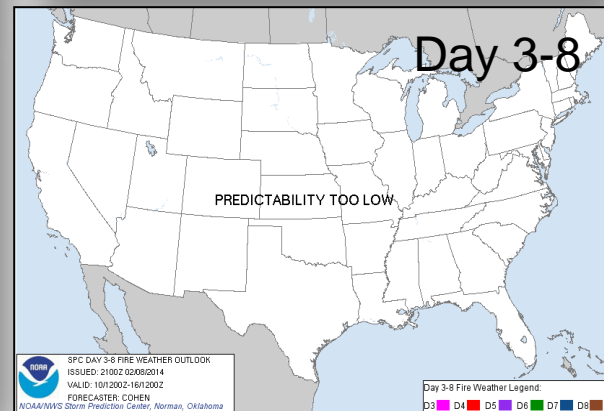 Day 3-8
PREDICTABILITY TOO LOW
NOAA
SPC DAY 3-8 FIRE WEATHER OUTLOOK
ISSUED: 2100Z 02/08/2014
VALID: 10/1200Z-16/1200Z
FORECASTER: COHEN
NOAA/NWS Storm Prediction Center, Norman, Oklahoma
Day 3-8 Fire Weather Legend:
D3 D4 D5 D6 D7 D8